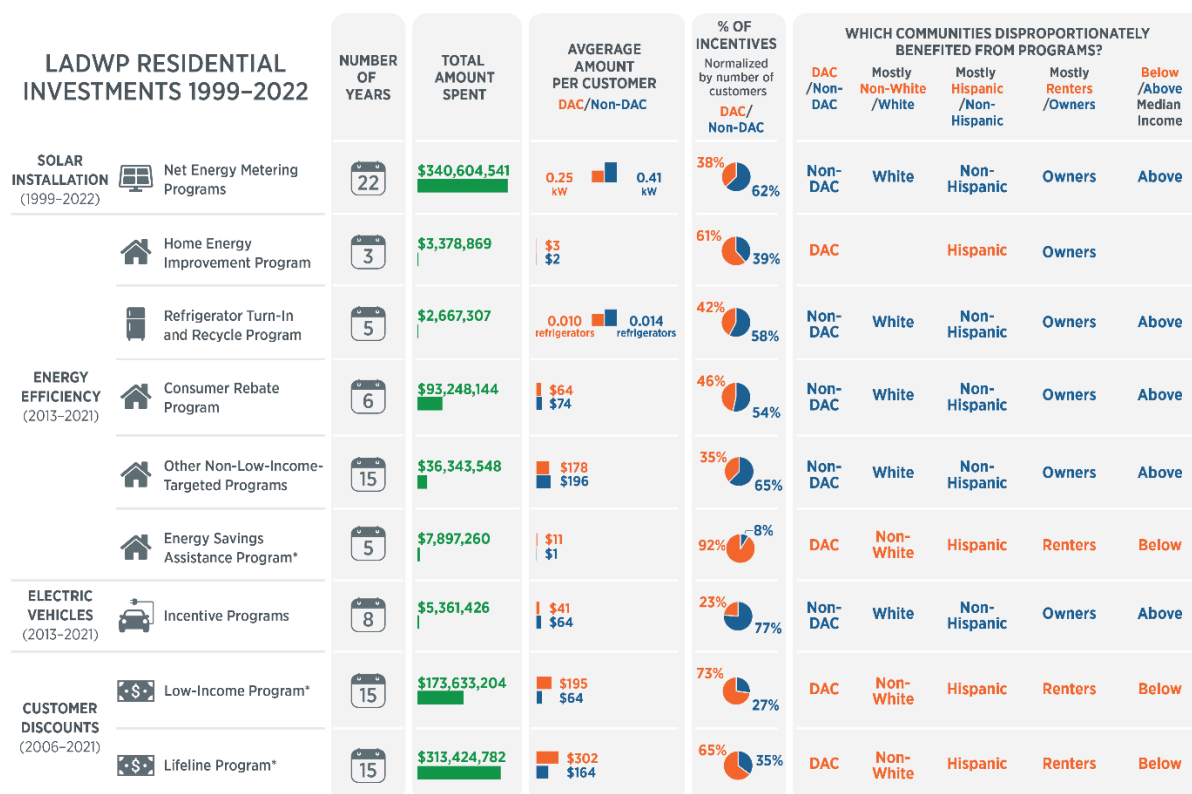 LADWP RESIDENTIAL
INVESTMENTS 1999–2022
NUMBER
OF
YEARS
TOTAL
AMOUNT
SPENT
AVGERAGE
AMOUNT
PER CUSTOMER
DAC/Non-DAC
% OF
INCENTIVES
Normalized
by number of
customers
DAC/
Non-DAC
WHICH COMMUNITIES DISPROPORTIONATELY
BENEFITED FROM PROGRAMS?
DAC
/Non-
DAC
Mostly
Non-White
/White
Mostly
Hispanic
/Non-
Hispanic
Mostly
Renters
/Owners
Below
/Above
Median
Income
SOLAR
INSTALLATION
(1999–2022)
Net Energy Metering
Programs
22
$340,604,541
0.25
kW
0.41
kW
38%
62%
Non-
DAC
White
Non-
Hispanic
Owners
Above
ENERGY
EFFICIENCY
(2013–2021)
Home Energy
Improvement Program
3
$3,378,869
$3
$2
61%
39%
DAC
Hispanic
Owners
Refrigerator Turn-In
and Recycle Program
5
$2,667,307
0.010
refrigerators
0.014
refrigerators
42%
58%
Non-
DAC
White
Non-
Hispanic
Owners
Above
Consumer Rebate
Program
6
$93,248,144
$64
$74
46%
54%
Non-
DAC
White
Non-
Hispanic
Owners
Above
Other Non-Low-Income-
Targeted Programs
15
$36,343,548
$178
$196
35%
65%
Non-
DAC
White
Non-
Hispanic
Owners
Above
Energy Savings
Assistance Program*
5
$7,897,260
$11
$1
92%
8%
DAC
Non-
White
Hispanic
Renters
Below
ELECTRIC
VEHICLES
(2013–2021)
Incentive Programs
8
$5,361,426
$41
$64
23%
77%
Non-
DAC
White
Non-
Hispanic
Owners
Above
CUSTOMER
DISCOUNTS
(2006–2021)
$
Low-Income Program*
15
$173,633,204
$195
$64
73%
27%
DAC
Non-
White
Hispanic
Renters
Below
$
Lifeline Program*
15
$313,424,782
$302
$164
65%
35%
DAC
Non-
White
Hispanic
Renters
Below